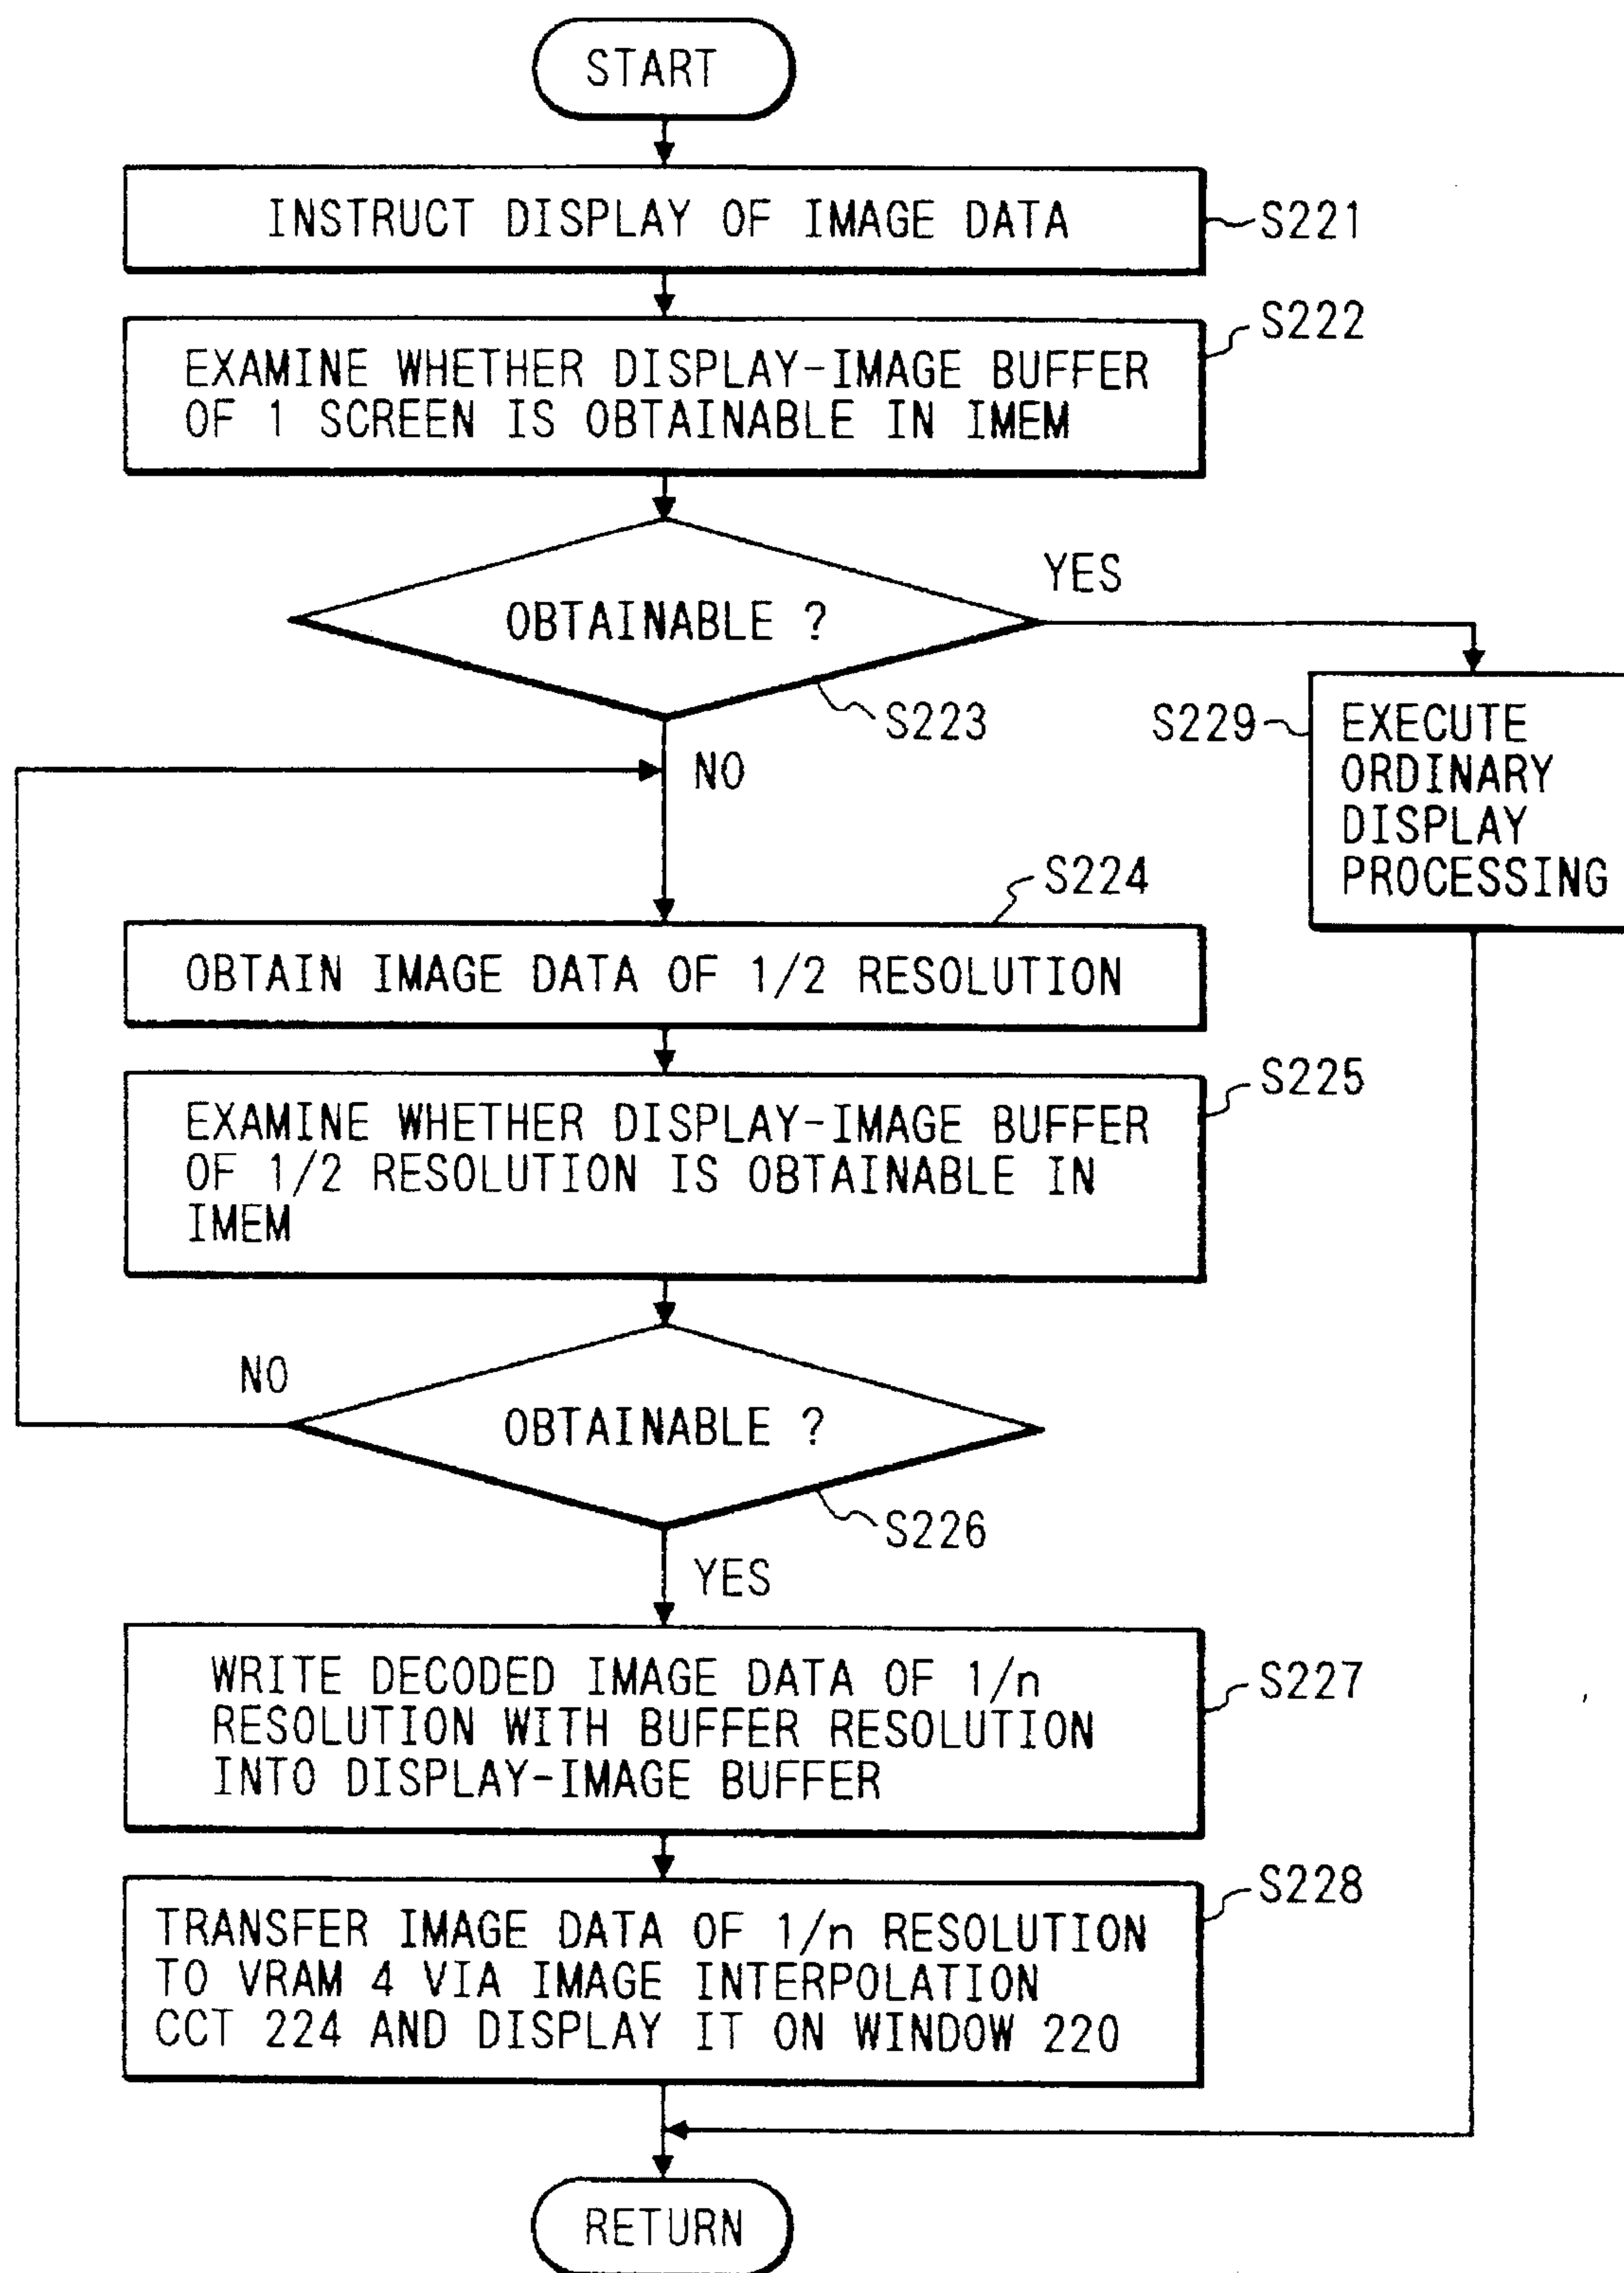 START
INSTRUCT DISPLAY OF IMAGE DATA
S221
S222
EXAMINE WHETHER DISPLAY-IMAGE BUFFER
OF 1 SCREEN IS OBTAINABLE IN IMEM
YES
OBTAINABLE ?
S223
NO
S229
EXECUTE
ORDINARY
DISPLAY
PROCESSING
S224
OBTAIN IMAGE DATA OF 1/2 RESOLUTION
S225
EXAMINE WHETHER DISPLAY-IMAGE BUFFER
OF 1/2 RESOLUTION IS OBTAINABLE IN
IMEM
NO
OBTAINABLE ?
S226
YES
WRITE DECODED IMAGE DATA OF 1/n
RESOLUTION WITH BUFFER RESOLUTION
INTO DISPLAY-IMAGE BUFFER
S227
S228
TRANSFER IMAGE DATA OF 1/n RESOLUTION
TO VRAM 4 VIA IMAGE INTERPOLATION
CCT 224 AND DISPLAY IT ON WINDOW 220
RETURN